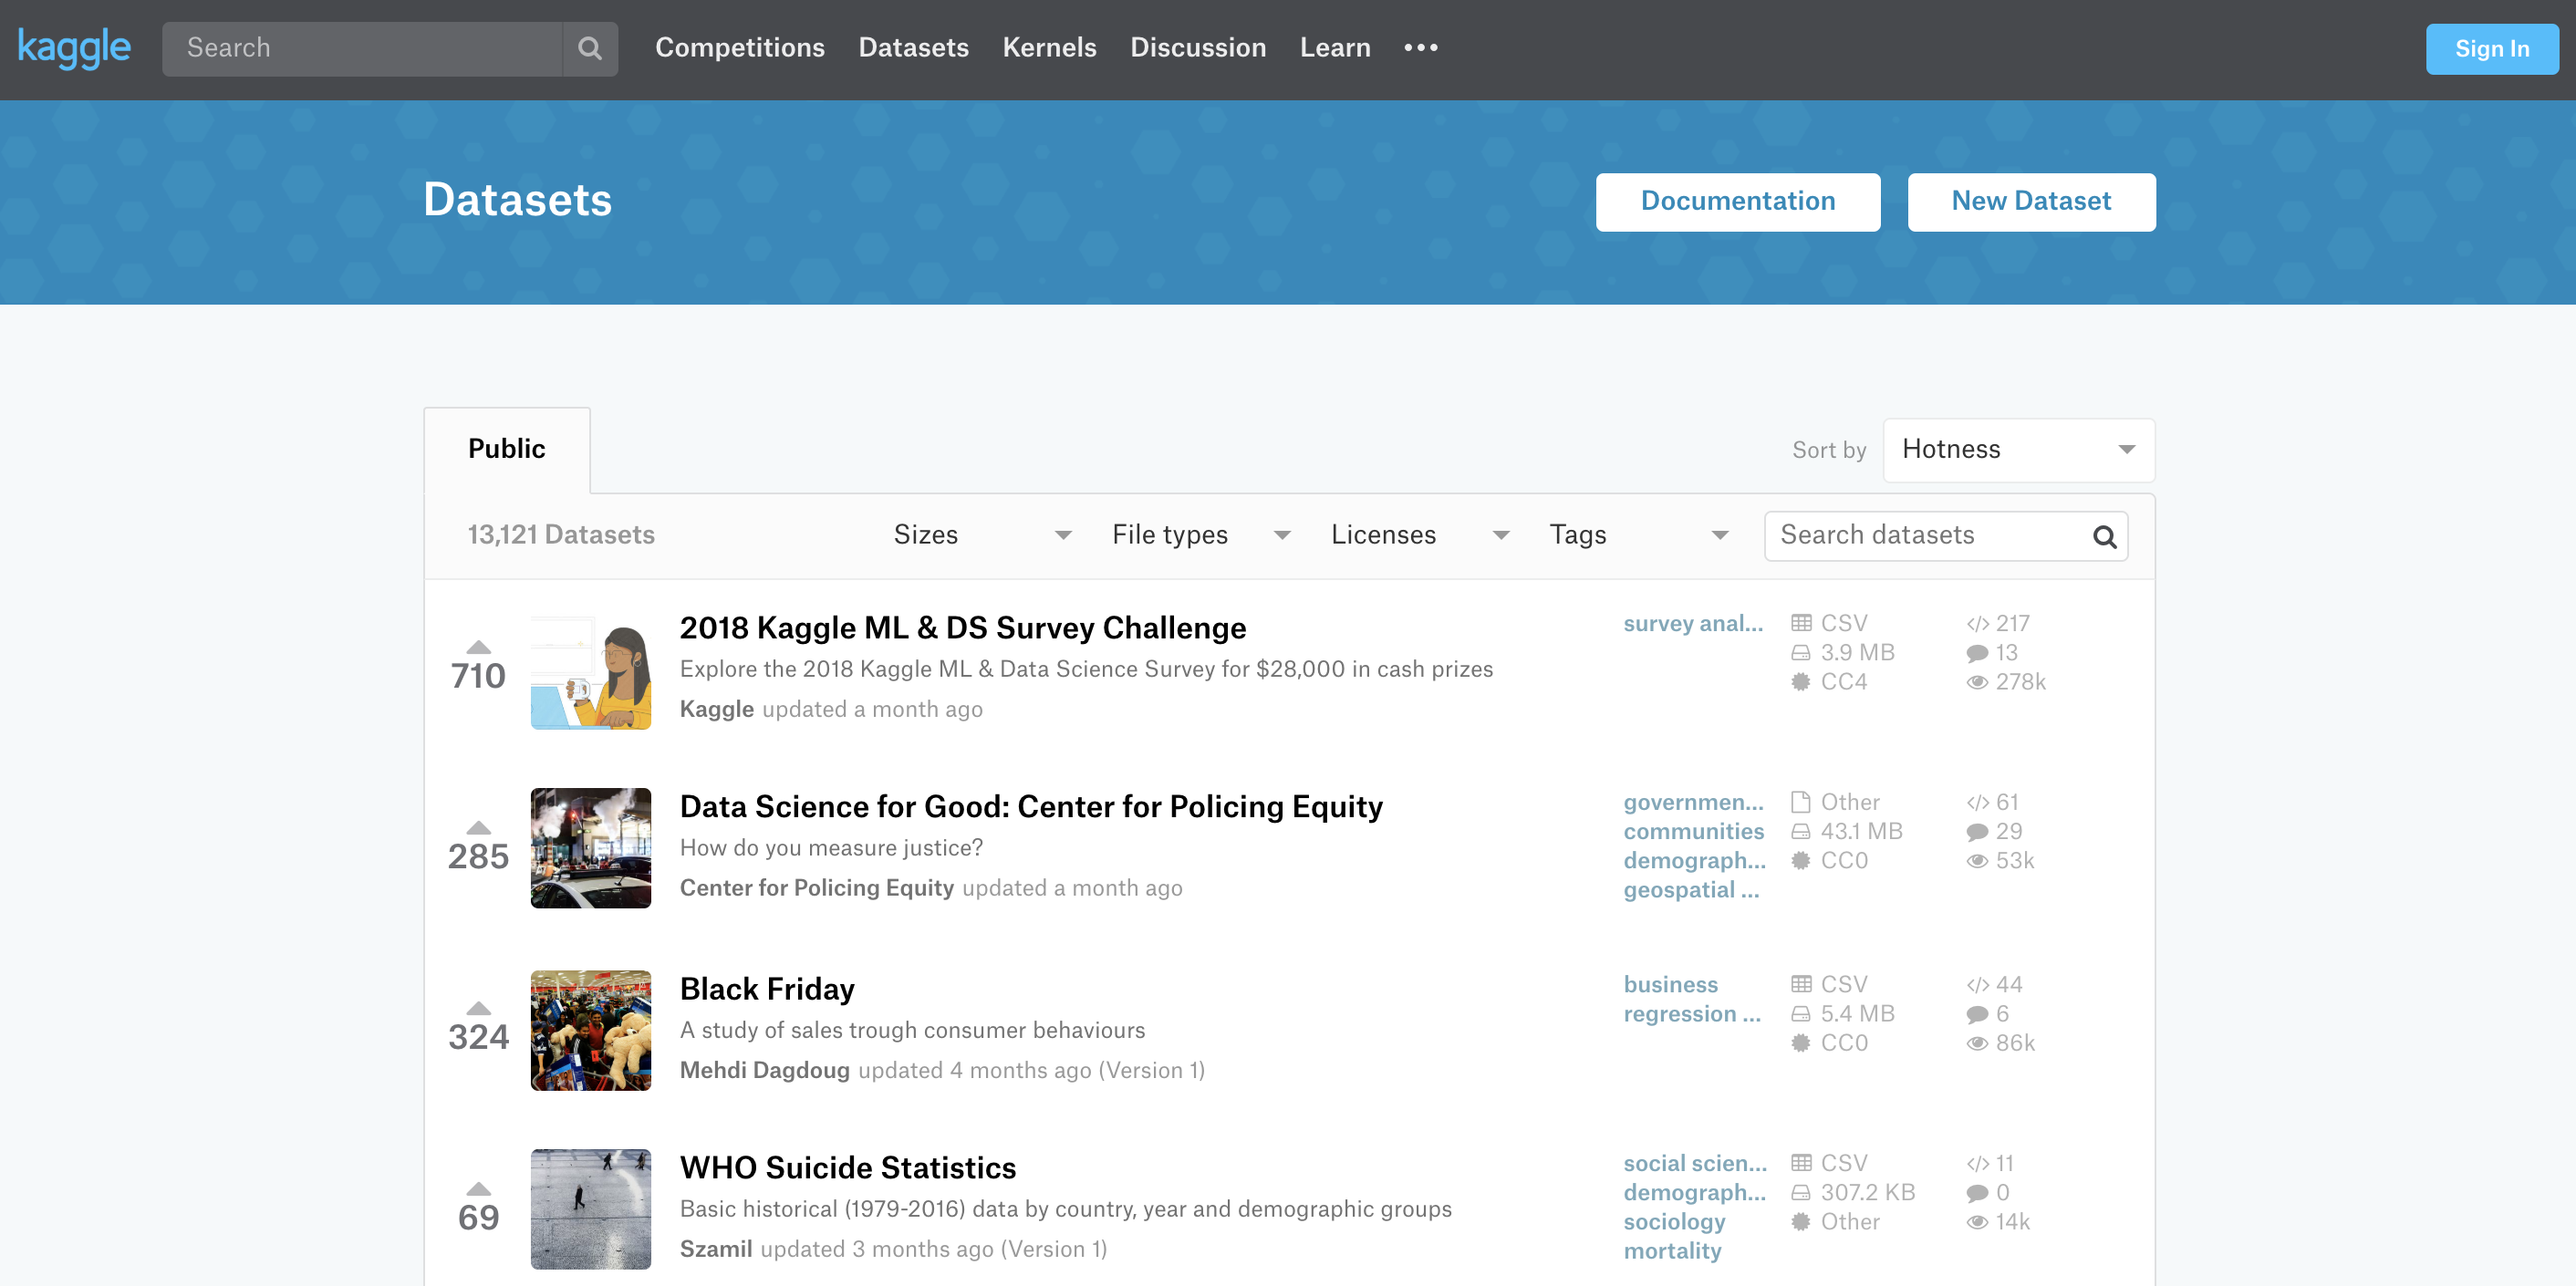 kaggle Search Competitions Datasets Kernels Discussion Learn ••• Sign In
Datasets Documentation New Dataset
Public Sort by Hotness
13,121 Datasets Sizes File types Licenses Tags Search datasets
710
2018 Kaggle ML & DS Survey Challenge
Explore the 2018 Kaggle ML & Data Science Survey for $28,000 in cash prizes
Kaggle updated a month ago
survey anal...
CSV
3.9 MB
CC4
</> 217
13
278k
285
Data Science for Good: Center for Policing Equity
How do you measure justice?
Center for Policing Equity updated a month ago
governmen...
communities
demograph...
geospatial ...
Other
43.1 MB
CC0
</> 61
29
53k
324
Black Friday
A study of sales trough consumer behaviours
Mehdi Dagdoug updated 4 months ago (Version 1)
business
regression ...
CSV
5.4 MB
CC0
</> 44
6
86k
69
WHO Suicide Statistics
Basic historical (1979-2016) data by country, year and demographic groups
Szamil updated 3 months ago (Version 1)
social scien...
demograph...
sociology
mortality
CSV
307.2 KB
Other
</> 11
0
14k